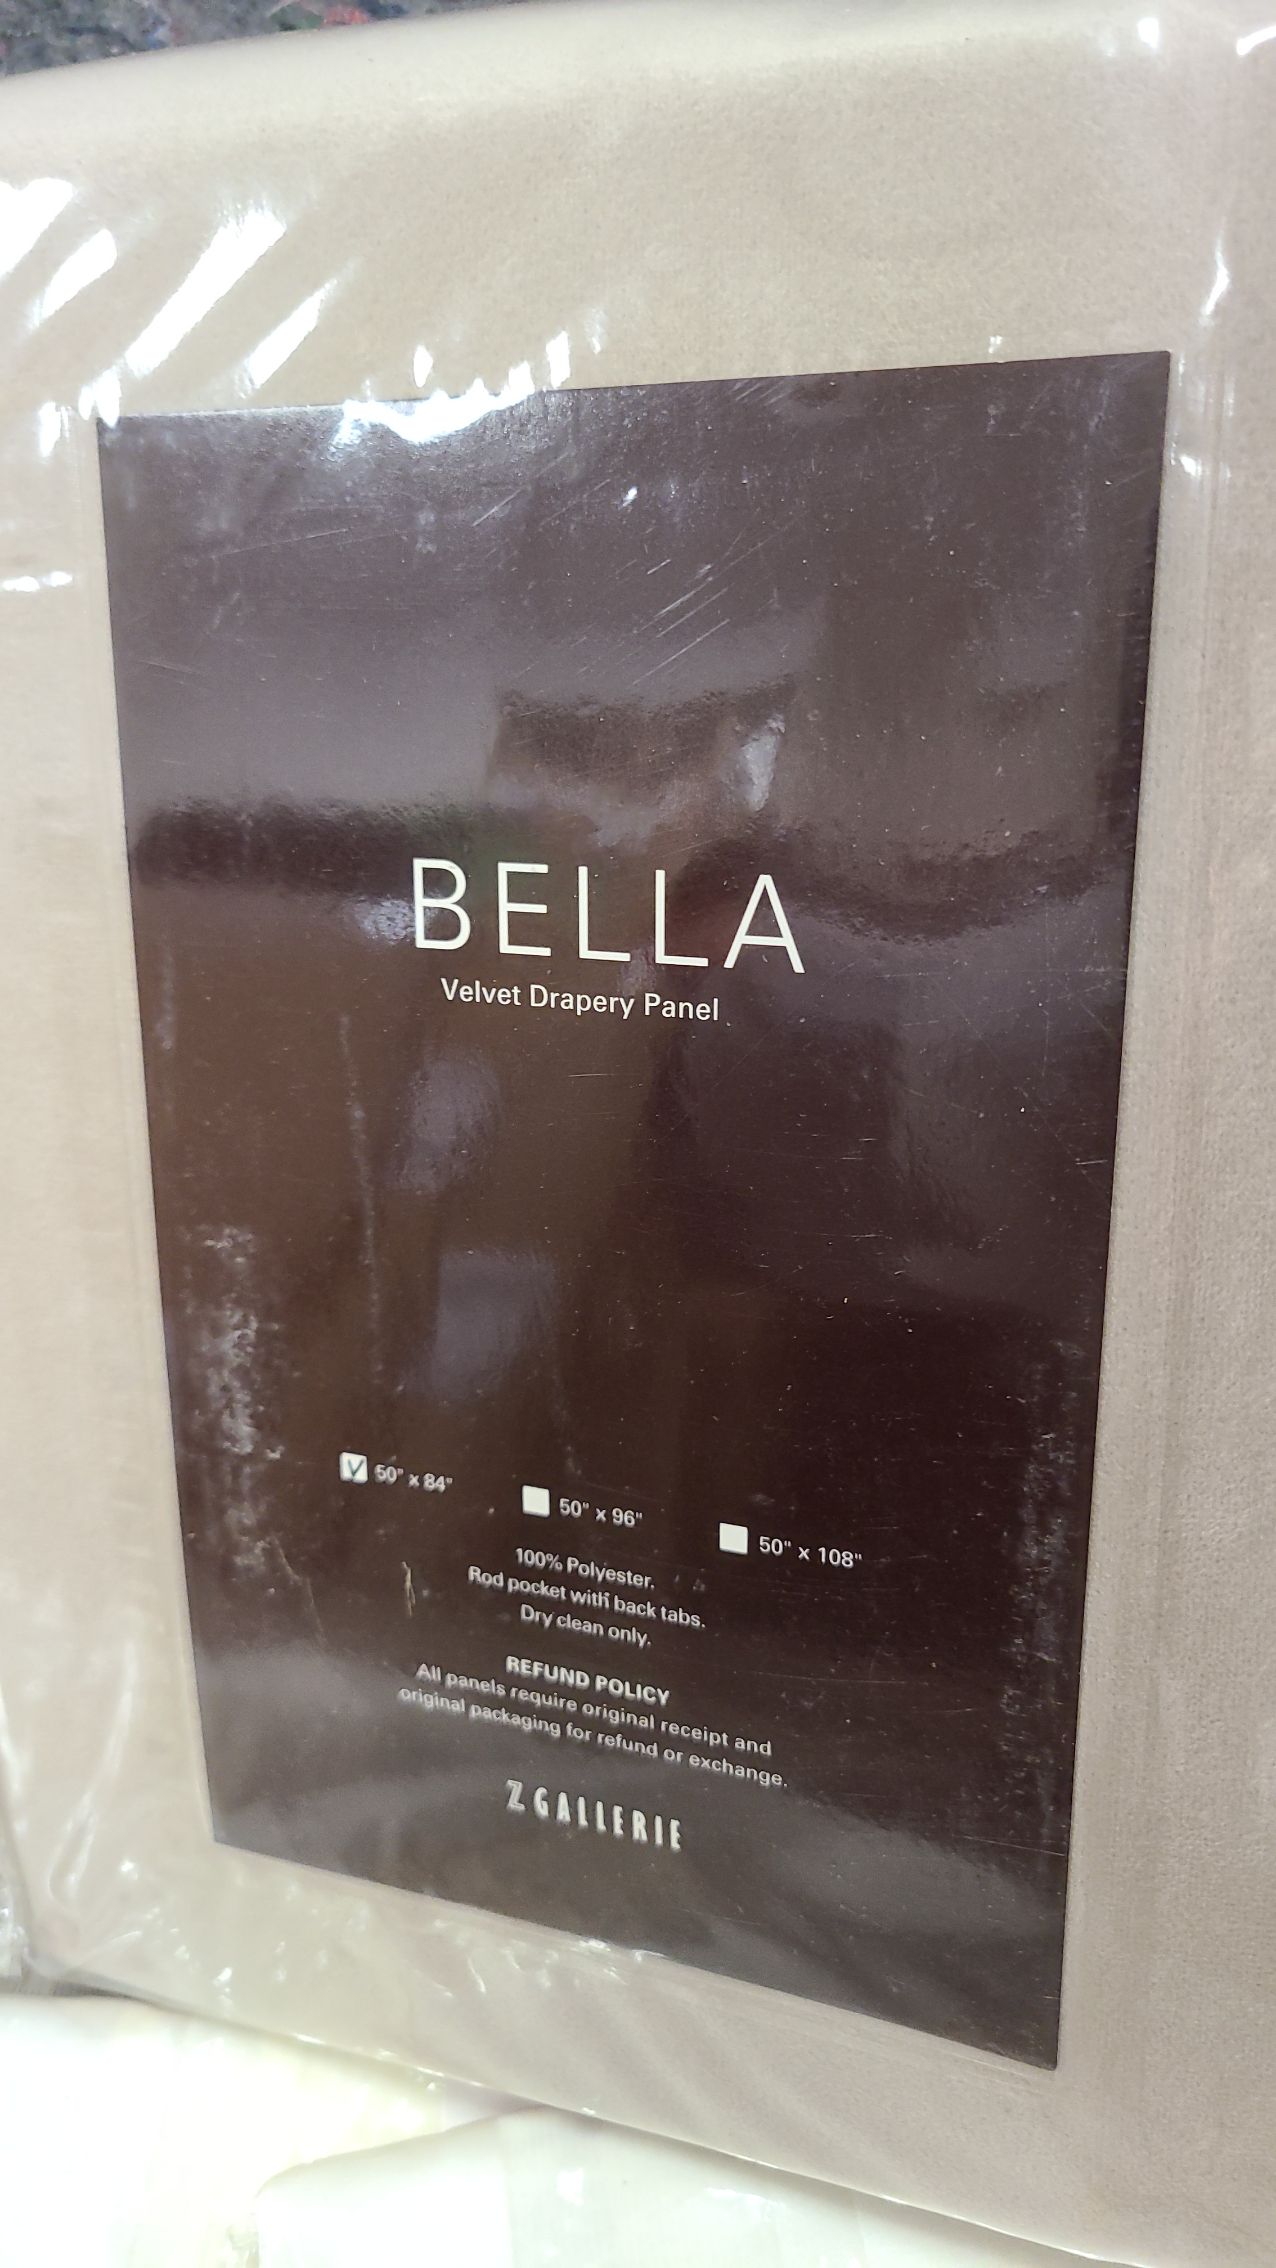 BELLA
Velvet Drapery Panel
50" x 84"
50" x 96"
50" x 108"
100% Polyester.
Rod pocket with back tabs.
Dry clean only.
REFUND POLICY
All panels require original receipt and
original packaging for refund or exchange.
Z GALLERIE